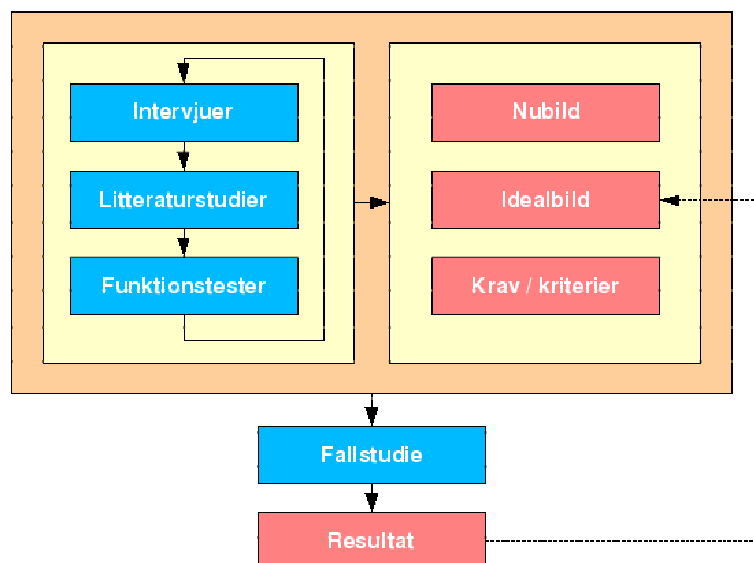 Intervjuer
Litteraturstudier
Funktionstester
Nubild
Idealbild
Krav / kriterier
Fallstudie
Resultat